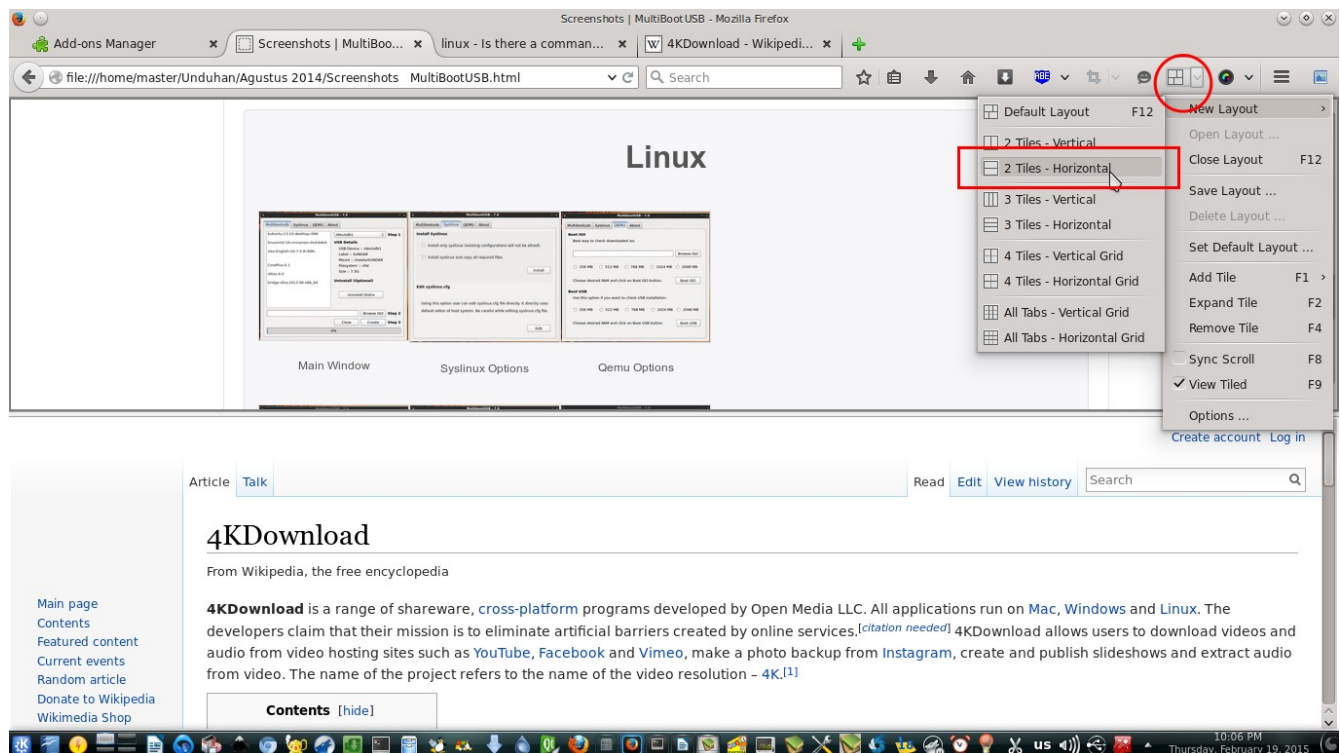 Screenshots | MultiBootUSB - Mozilla Firefox
Add-ons Manager
Screenshots | MultiBoo...
linux - Is there a comman...
4KDownload - Wikipedi...
file:///home/master/Unduhan/Agustus 2014/Screenshots MultiBootUSB.html
Search
ABE
New Layout
Open Layout ...
Close Layout F12
Save Layout ...
Delete Layout ...
Set Default Layout ...
Add Tile F1
Expand Tile F2
Remove Tile F4
Sync Scroll F8
View Tiled F9
Options ...
Default Layout F12
2 Tiles - Vertical
2 Tiles - Horizontal
3 Tiles - Vertical
3 Tiles - Horizontal
4 Tiles - Vertical Grid
4 Tiles - Horizontal Grid
All Tabs - Vertical Grid
All Tabs - Horizontal Grid
Linux
Main Window
Syslinux Options
Qemu Options
Create account Log in
Article Talk
Read Edit View history Search
4KDownload
From Wikipedia, the free encyclopedia
Main page
Contents
Featured content
Current events
Random article
Donate to Wikipedia
Wikimedia Shop
4KDownload is a range of shareware, cross-platform programs developed by Open Media LLC. All applications run on Mac, Windows and Linux. The
developers claim that their mission is to eliminate artificial barriers created by online services.[citation needed] 4KDownload allows users to download videos and
audio from video hosting sites such as YouTube, Facebook and Vimeo, make a photo backup from Instagram, create and publish slideshows and extract audio
from video. The name of the project refers to the name of the video resolution – 4K.[1]
Contents [hide]
us
10:06 PM
Thursday, February 19, 2015